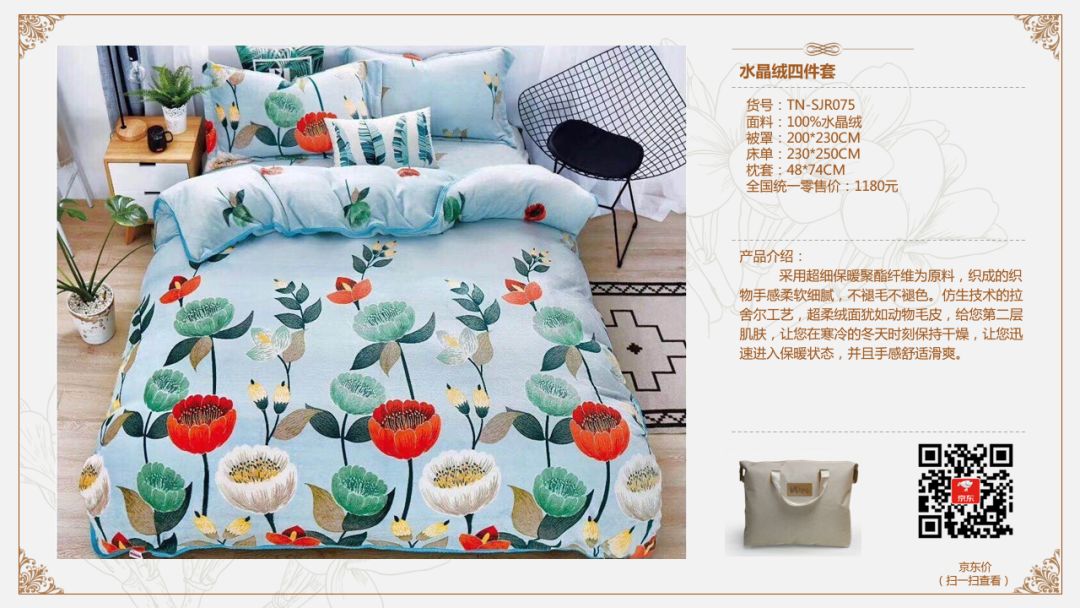 水晶绒四件套
货号：TN-SJR075
面料：100%水晶绒
被罩：200*230CM
床单：230*250CM
枕套：48*74CM
全国统一零售价：1180元
产品介绍：
采用超细保暖聚酯纤维为原料，织成的织
物手感柔软细腻，不褪毛不褪色。仿生技术的拉
舍尔工艺，超柔绒面犹如动物毛皮，给您第二层
肌肤，让您在寒冷的冬天时刻保持干燥，让您迅
速进入保暖状态，并且手感舒适滑爽。
京东
京东价
（扫一扫查看）